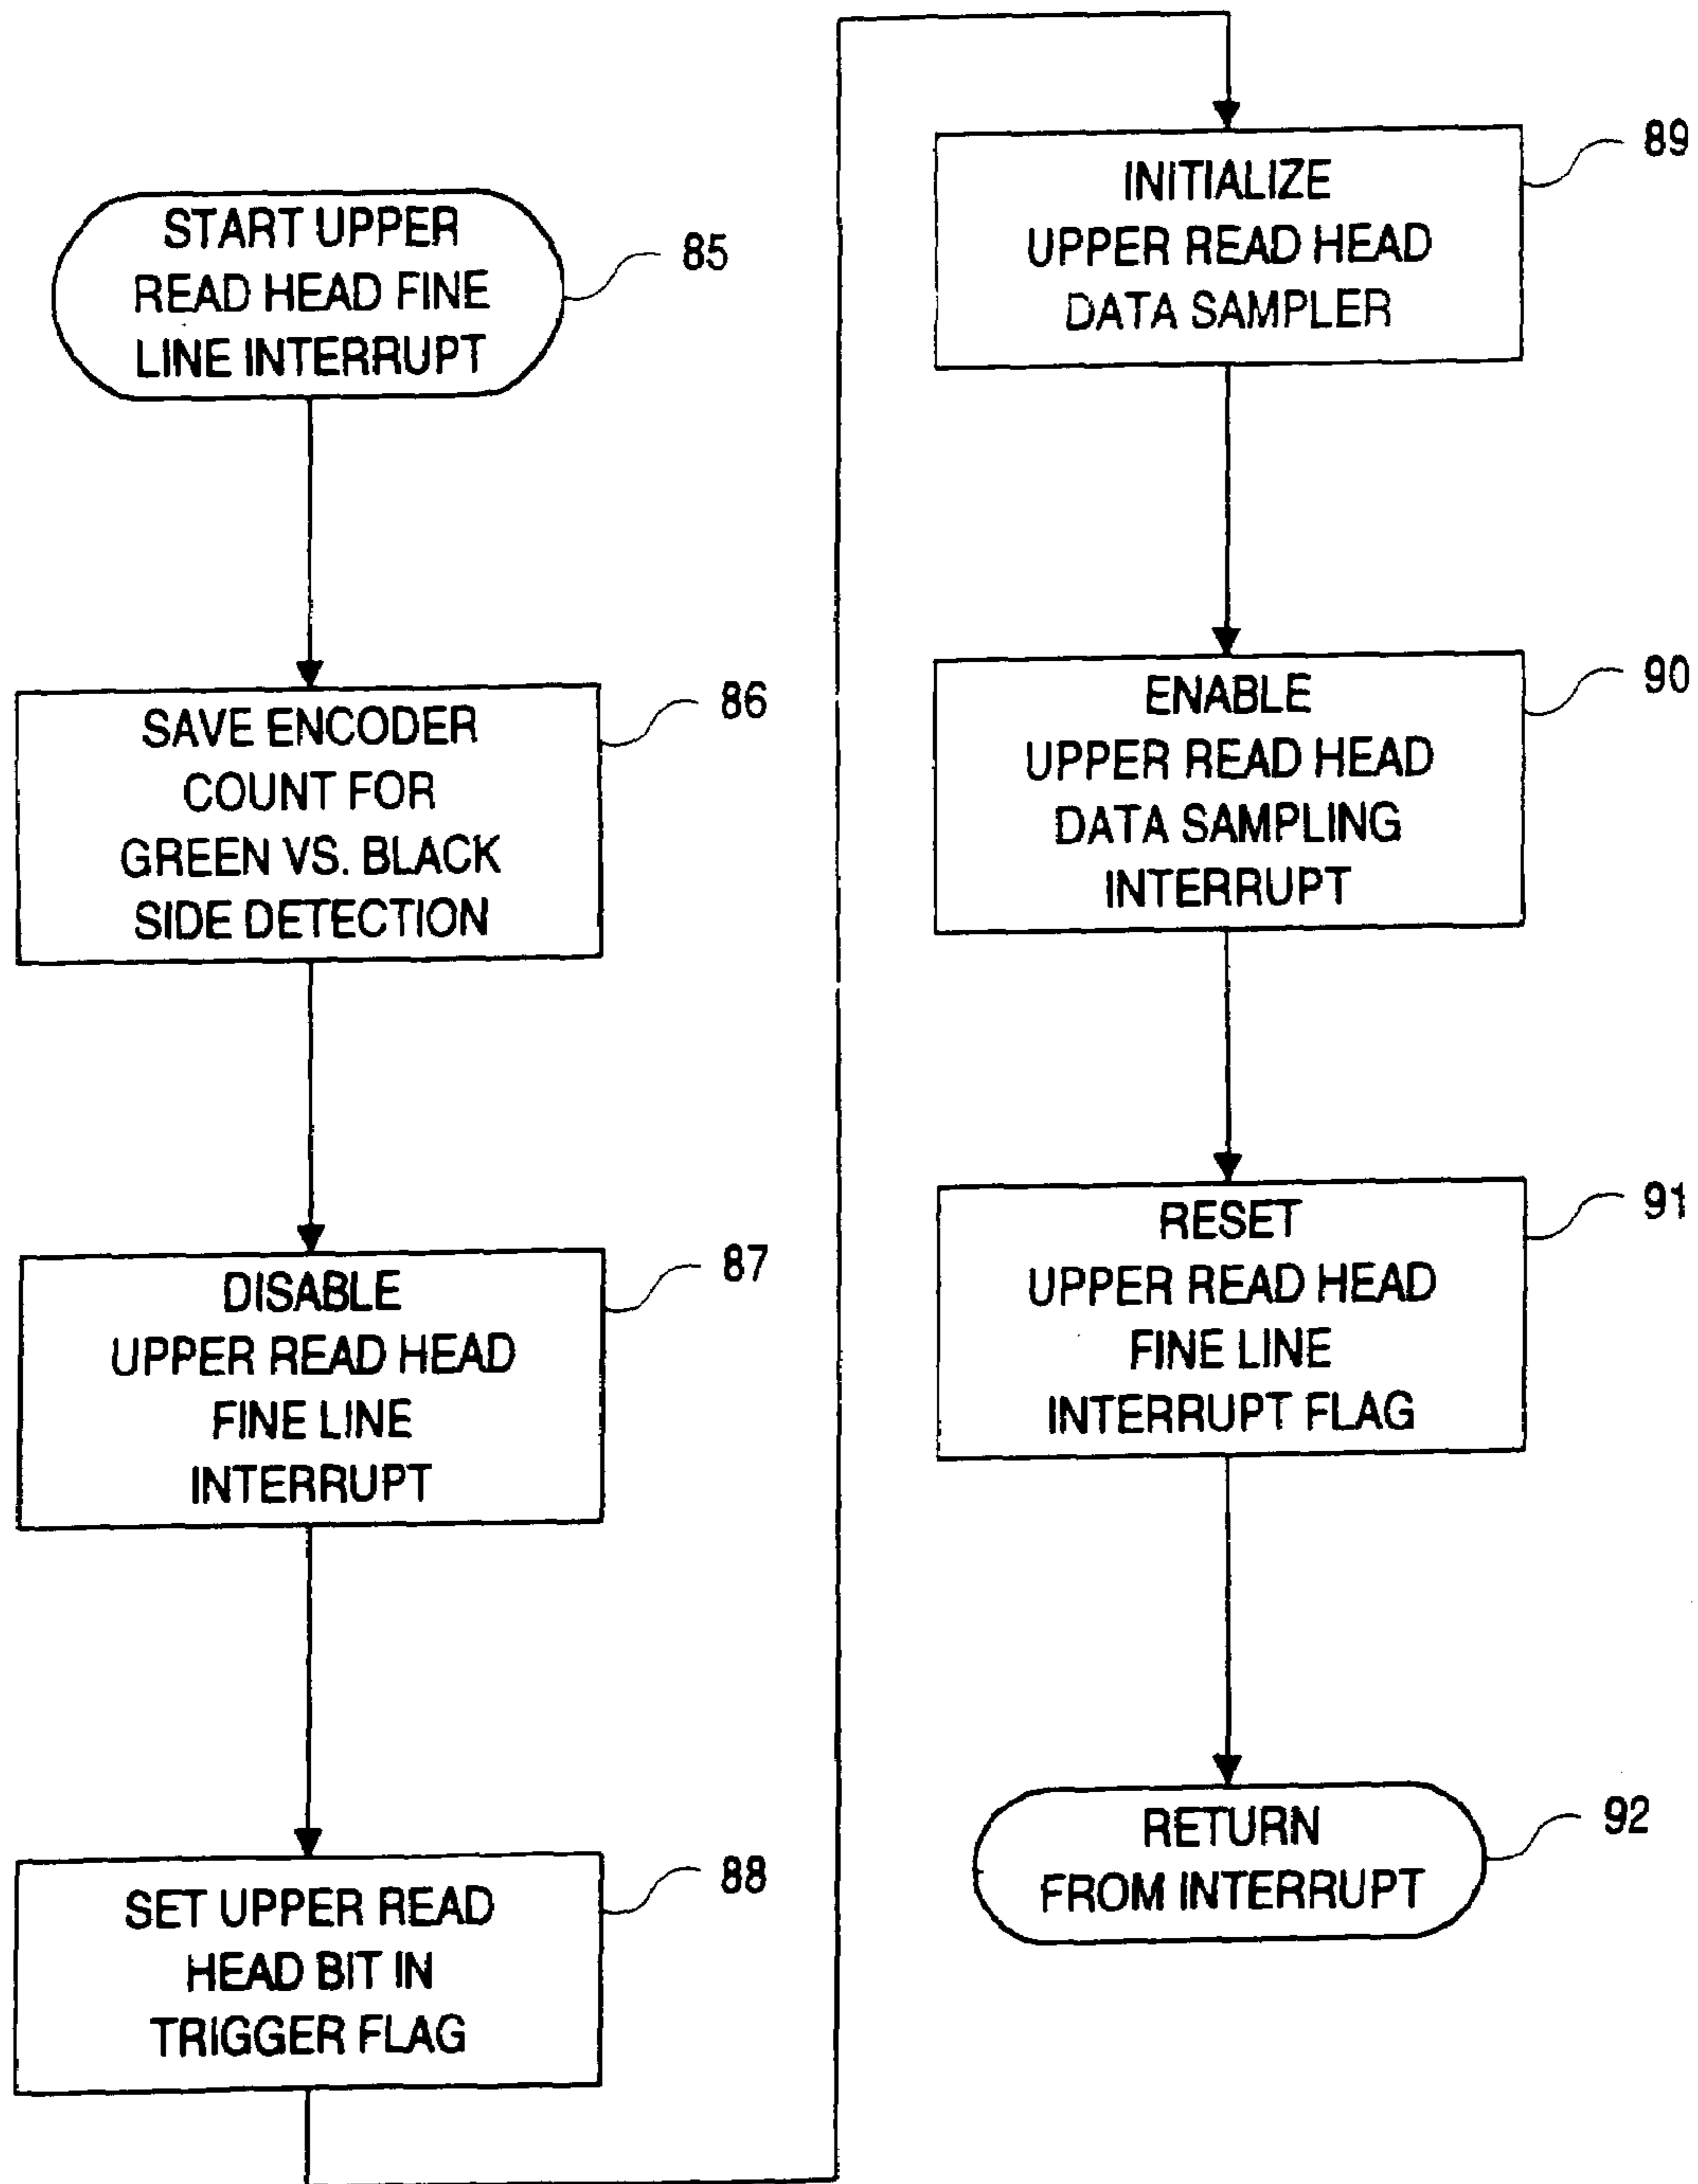 START UPPER
READ HEAD FINE
LINE INTERRUPT
85
SAVE ENCODER
COUNT FOR
GREEN VS. BLACK
SIDE DETECTION
86
DISABLE
UPPER READ HEAD
FINE LINE
INTERRUPT
87
SET UPPER READ
HEAD BIT IN
TRIGGER FLAG
88
INITIALIZE
UPPER READ HEAD
DATA SAMPLER
89
ENABLE
UPPER READ HEAD
DATA SAMPLING
INTERRUPT
90
RESET
UPPER READ HEAD
FINE LINE
INTERRUPT FLAG
91
RETURN
FROM INTERRUPT
92